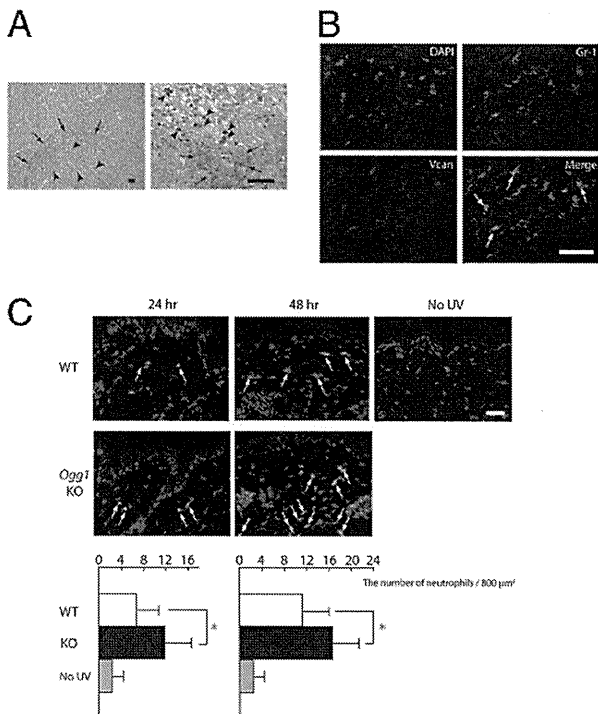 A
B
DAPI
Gr-1
Vcan
Merge
C
24 hr
48 hr
No UV
WT
Ogg1
KO
0 4 8 12 16
0 4 8 12 16 20 24
The number of neutrophils / 800 μm²
WT
KO
No UV
*
*